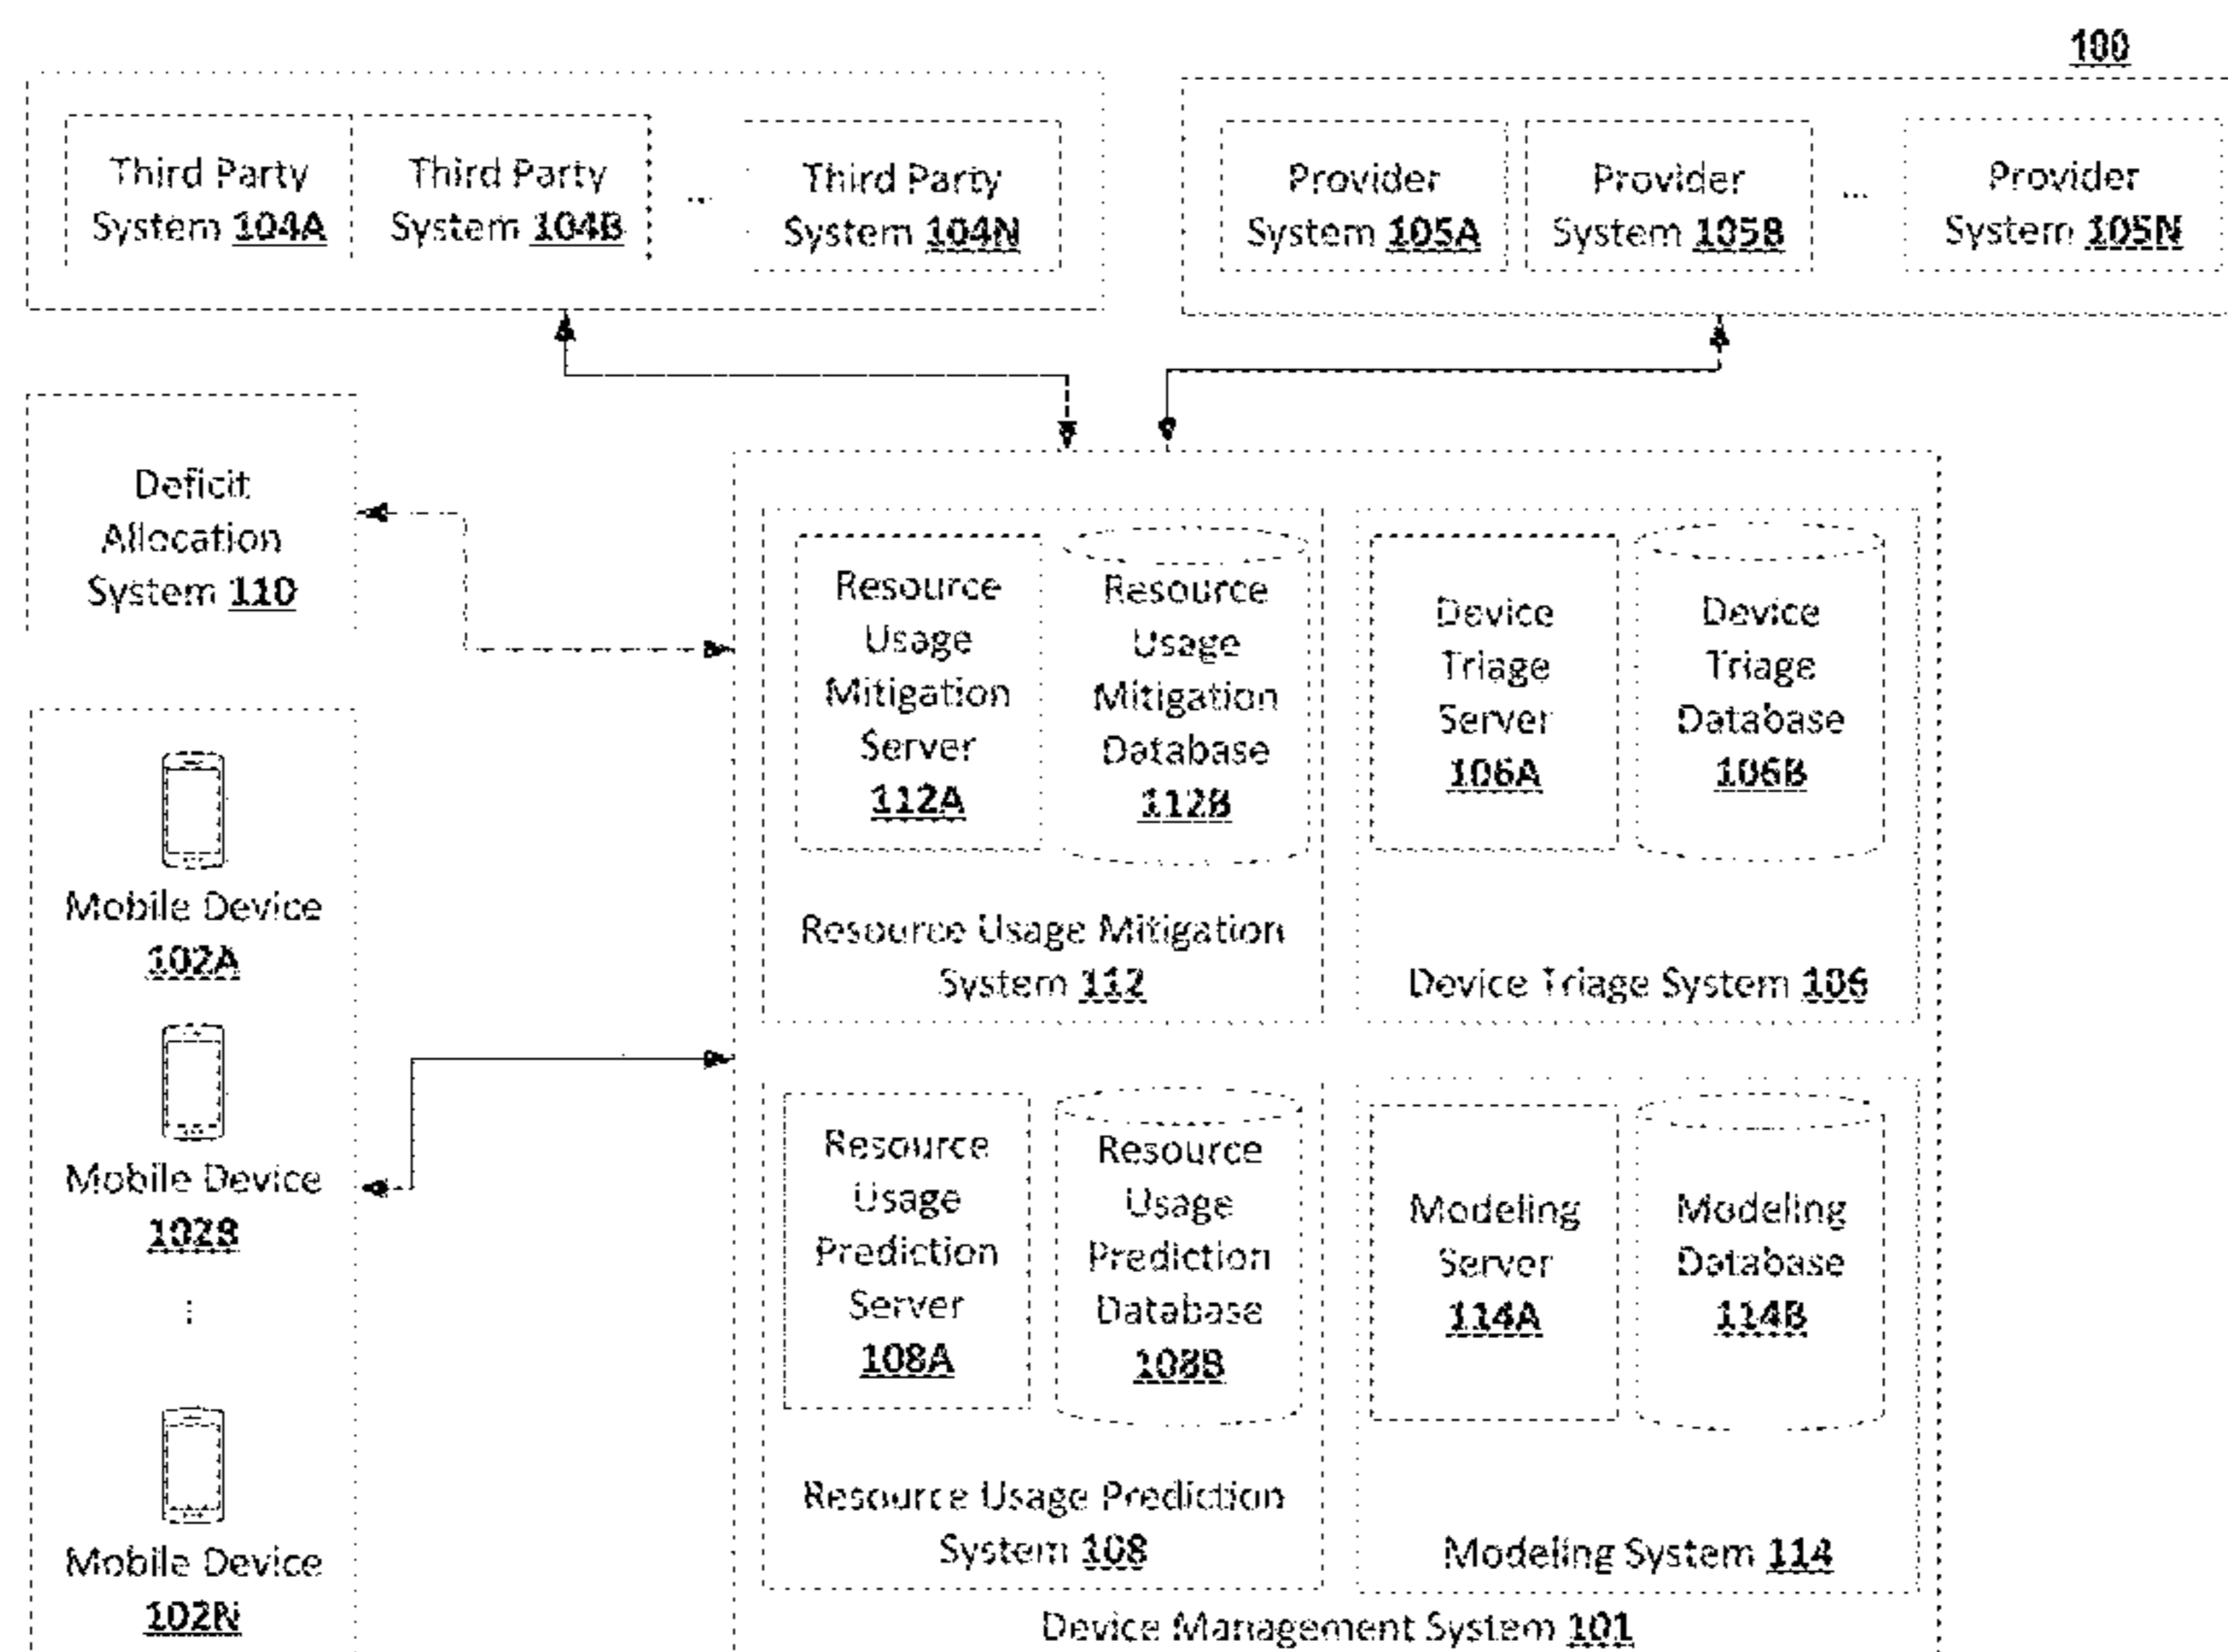 100
Third Party
System 104A
Third Party
System 104B
...
Third Party
System 104N
Provider
System 105A
Provider
System 105B
...
Provider
System 105N
Deficit
Allocation
System 110
Resource
Usage
Mitigation
Server
112A
Resource
Usage
Mitigation
Database
112B
Resource Usage Mitigation
System 112
Device
Triage
Server
106A
Device
Triage
Database
106B
Device Triage System 106
Mobile Device
102A
Mobile Device
102B
...
Mobile Device
102N
Resource
Usage
Prediction
Server
108A
Resource
Usage
Prediction
Database
108B
Resource Usage Prediction
System 108
Modeling
Server
114A
Modeling
Database
114B
Modeling System 114
Device Management System 101